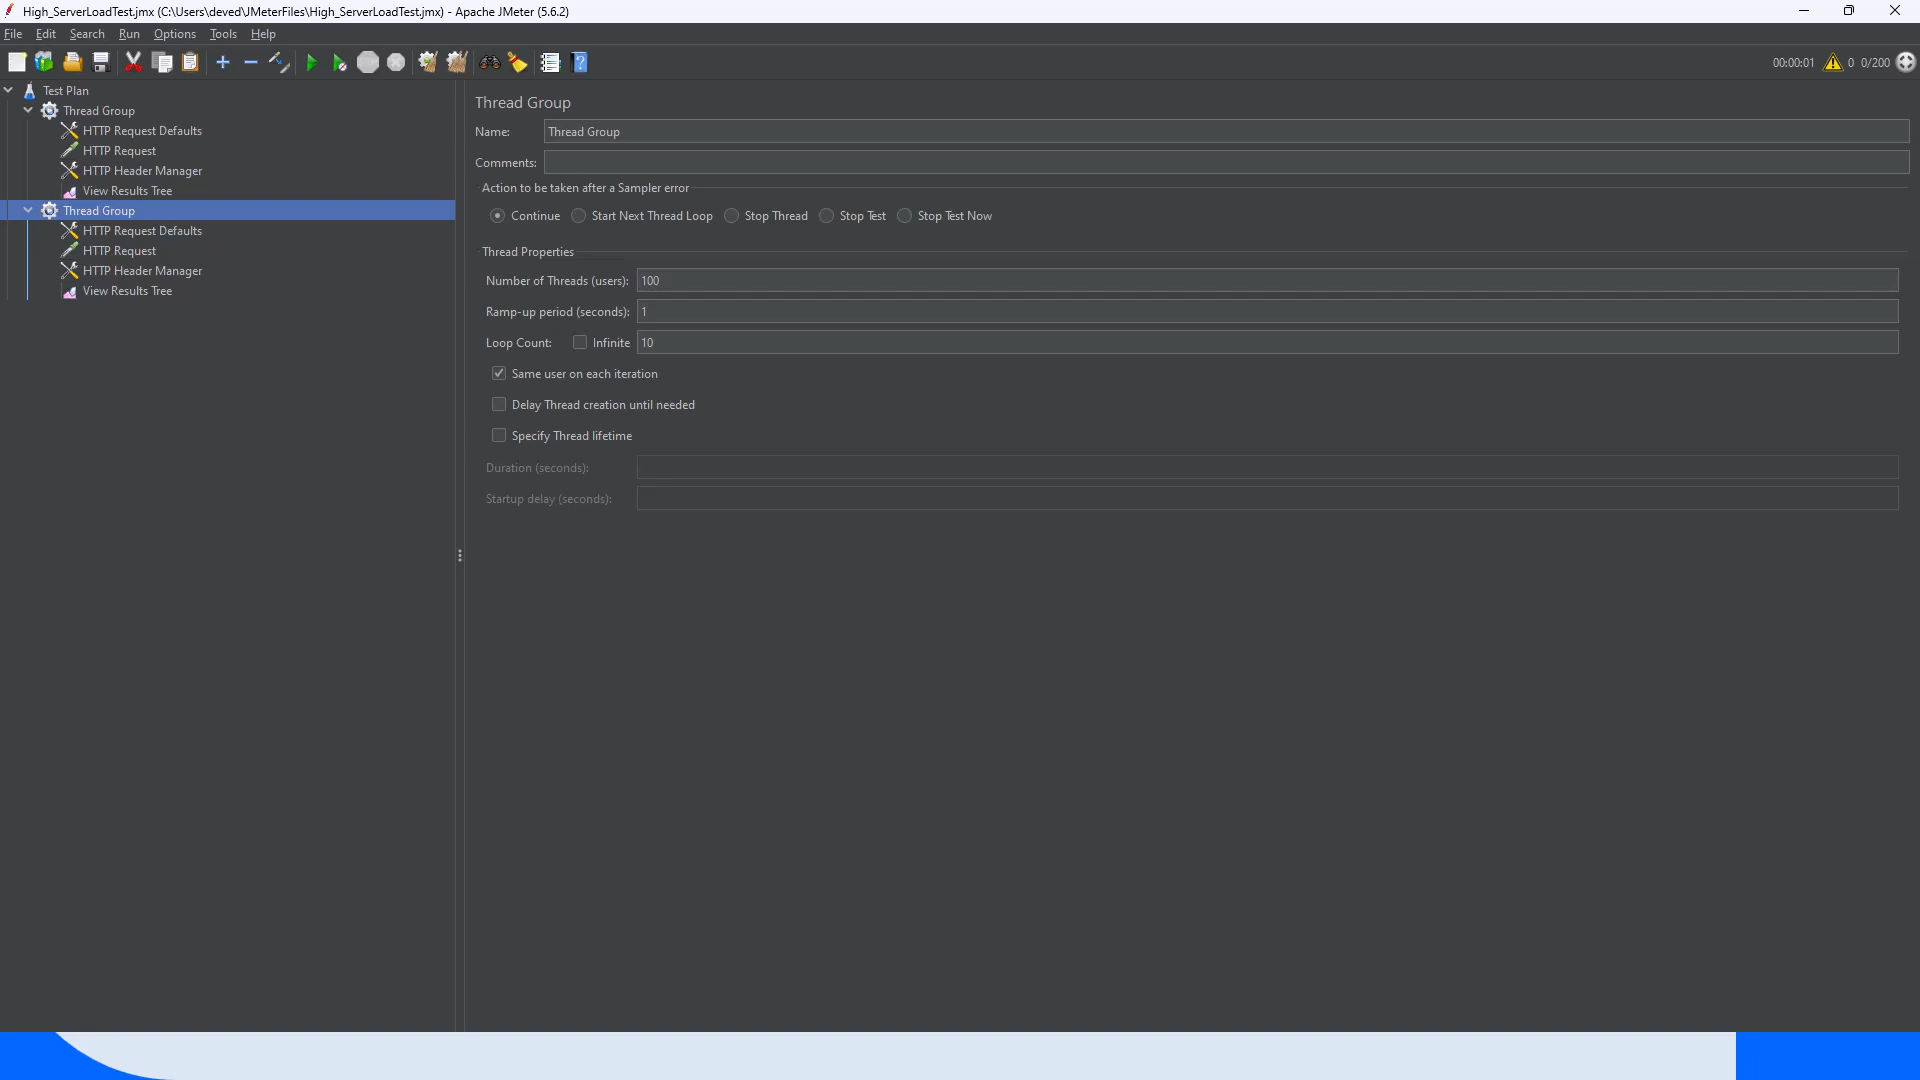 High_ServerLoadTest.jmx (C:\Users\deved\JMeterFiles\High_ServerLoadTest.jmx) - Apache JMeter (5.6.2)
File Edit Search Run Options Tools Help
00:00:01 0 0/200
Test Plan
Thread Group
HTTP Request Defaults
HTTP Request
HTTP Header Manager
View Results Tree
Thread Group
HTTP Request Defaults
HTTP Request
HTTP Header Manager
View Results Tree
Thread Group
Name: Thread Group
Comments:
Action to be taken after a Sampler error
Continue Start Next Thread Loop Stop Thread Stop Test Stop Test Now
Thread Properties
Number of Threads (users): 100
Ramp-up period (seconds): 1
Loop Count: Infinite 10
Same user on each iteration
Delay Thread creation until needed
Specify Thread lifetime
Duration (seconds):
Startup delay (seconds):